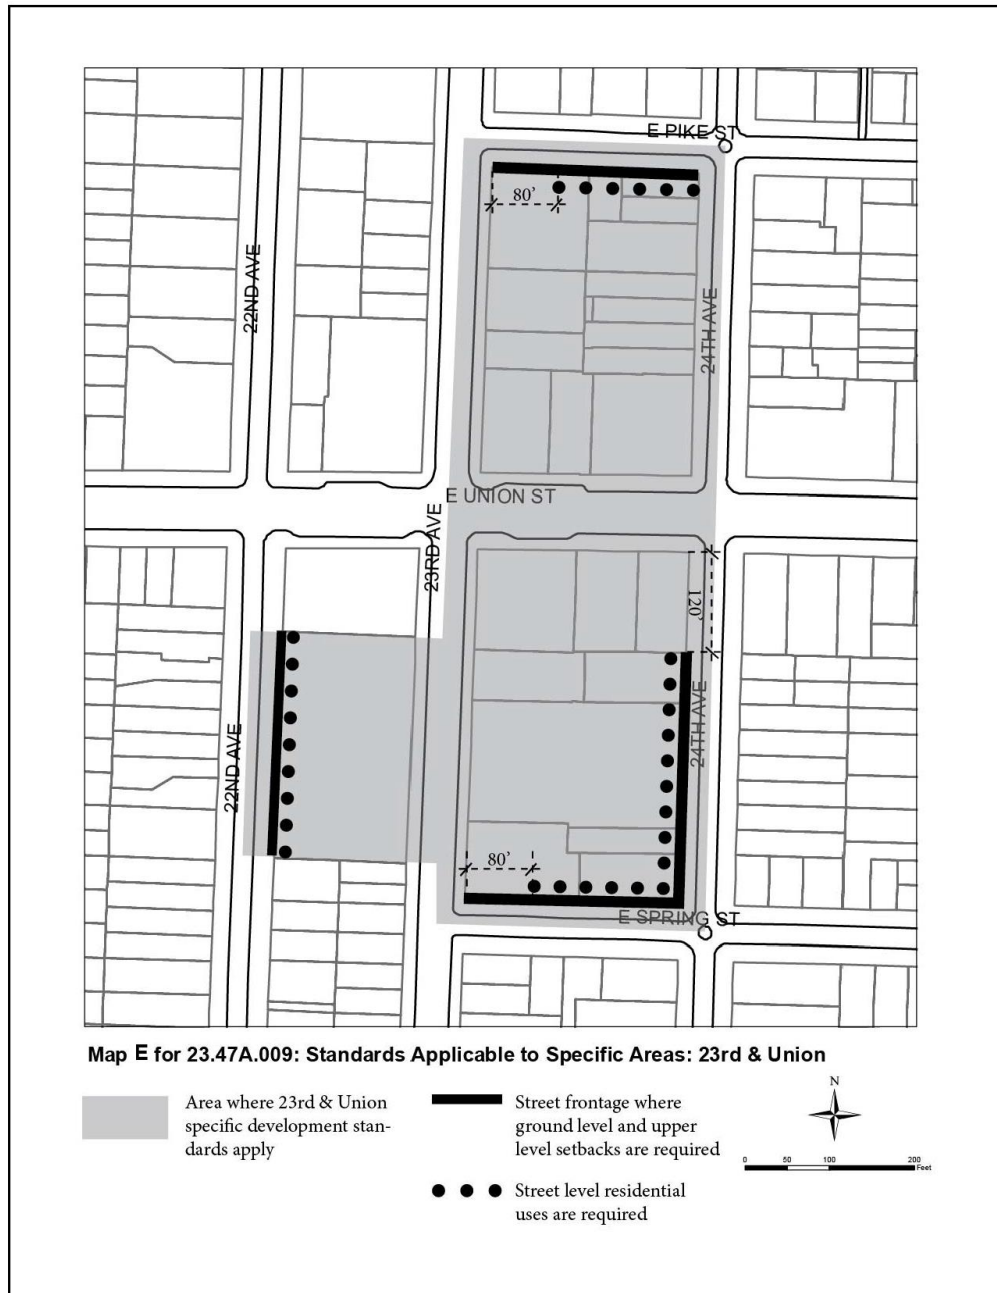 E PIKE ST
80'
22ND AVE
24TH AVE
E UNION ST
23RD AVE
120'
24TH AVE
22ND AVE
80'
E SPRING ST
Map E for 23.47A.009: Standards Applicable to Specific Areas: 23rd & Union
Area where 23rd & Union
specific development stan-
dards apply
Street frontage where
ground level and upper
level setbacks are required
Street level residential
uses are required
N
0 50 100 200
Feet